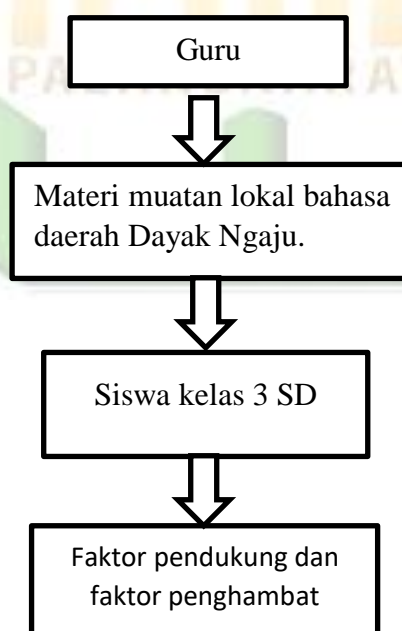 Guru
Materi muatan lokal bahasa
daerah Dayak Ngaju.
Siswa kelas 3 SD
Faktor pendukung dan
faktor penghambat